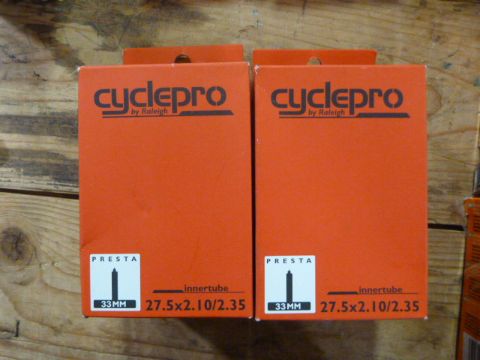 cyclepro
by Raleigh
PRESTA
33MM
innertube
27.5x2.10/2.35
cyclepro
by Raleigh
PRESTA
33MM
innertube
27.5x2.10/2.35